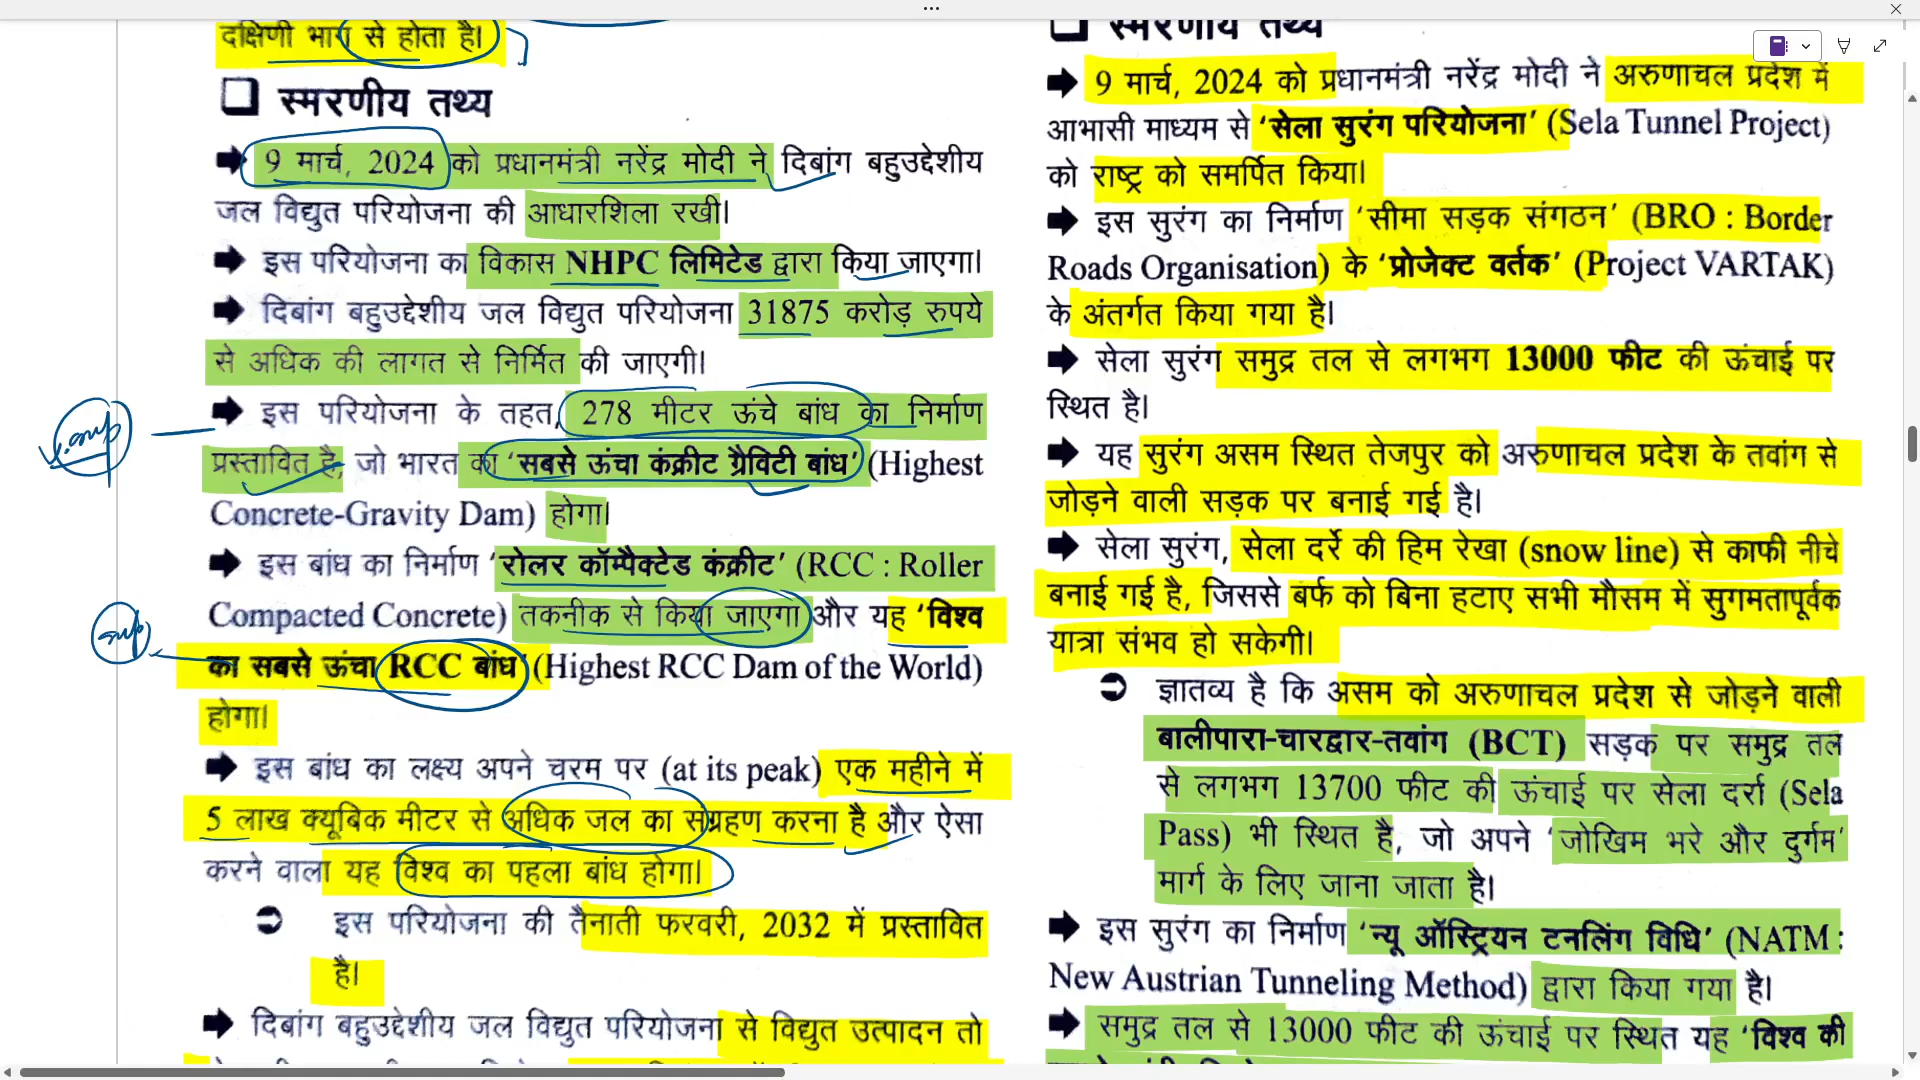 दक्षिणी भाग से होता है।
स्मरणीय तथ्य
9 मार्च, 2024 को प्रधानमंत्री नरेंद्र मोदी ने दिबांग बहुउद्देशीय
जल विद्युत परियोजना की आधारशिला रखी।
इस परियोजना का विकास NHPC लिमिटेड द्वारा किया जाएगा।
दिबांग बहुउद्देशीय जल विद्युत परियोजना 31875 करोड़ रुपये
से अधिक की लागत से निर्मित की जाएगी।
इस परियोजना के तहत, 278 मीटर ऊंचे बांध का निर्माण
प्रस्तावित है, जो भारत का 'सबसे ऊंचा कंक्रीट ग्रैविटी बांध' (Highest
Concrete-Gravity Dam) होगा।
इस बांध का निर्माण 'रोलर कॉम्पैक्टेड कंक्रीट' (RCC : Roller
Compacted Concrete) तकनीक से किया जाएगा और यह 'विश्व
का सबसे ऊंचा RCC बांध' (Highest RCC Dam of the World)
होगा।
इस बांध का लक्ष्य अपने चरम पर (at its peak) एक महीने में
5 लाख क्यूबिक मीटर से अधिक जल का संग्रहण करना है और ऐसा
करने वाला यह विश्व का पहला बांध होगा।
इस परियोजना की तैनाती फरवरी, 2032 में प्रस्तावित
है।
दिबांग बहुउद्देशीय जल विद्युत परियोजना से विद्युत उत्पादन तो
स्मरणीय तथ्य
9 मार्च, 2024 को प्रधानमंत्री नरेंद्र मोदी ने अरुणाचल प्रदेश में
आभासी माध्यम से 'सेला सुरंग परियोजना' (Sela Tunnel Project)
को राष्ट्र को समर्पित किया।
इस सुरंग का निर्माण 'सीमा सड़क संगठन' (BRO : Border
Roads Organisation) के 'प्रोजेक्ट वर्तक' (Project VARTAK)
के अंतर्गत किया गया है।
सेला सुरंग समुद्र तल से लगभग 13000 फीट की ऊंचाई पर
स्थित है।
यह सुरंग असम स्थित तेजपुर को अरुणाचल प्रदेश के तवांग से
जोड़ने वाली सड़क पर बनाई गई है।
सेला सुरंग, सेला दर्रे की हिम रेखा (snow line) से काफी नीचे
बनाई गई है, जिससे बर्फ को बिना हटाए सभी मौसम में सुगमतापूर्वक
यात्रा संभव हो सकेगी।
ज्ञातव्य है कि असम को अरुणाचल प्रदेश से जोड़ने वाली
बालीपारा-चारद्वार-तवांग (BCT) सड़क पर समुद्र तल
से लगभग 13700 फीट की ऊंचाई पर सेला दर्रा (Sela
Pass) भी स्थित है, जो अपने 'जोखिम भरे और दुर्गम'
मार्ग के लिए जाना जाता है।
इस सुरंग का निर्माण 'न्यू ऑस्ट्रियन टनलिंग विधि' (NATM :
New Austrian Tunneling Method) द्वारा किया गया है।
समुद्र तल से 13000 फीट की ऊंचाई पर स्थित यह 'विश्व की